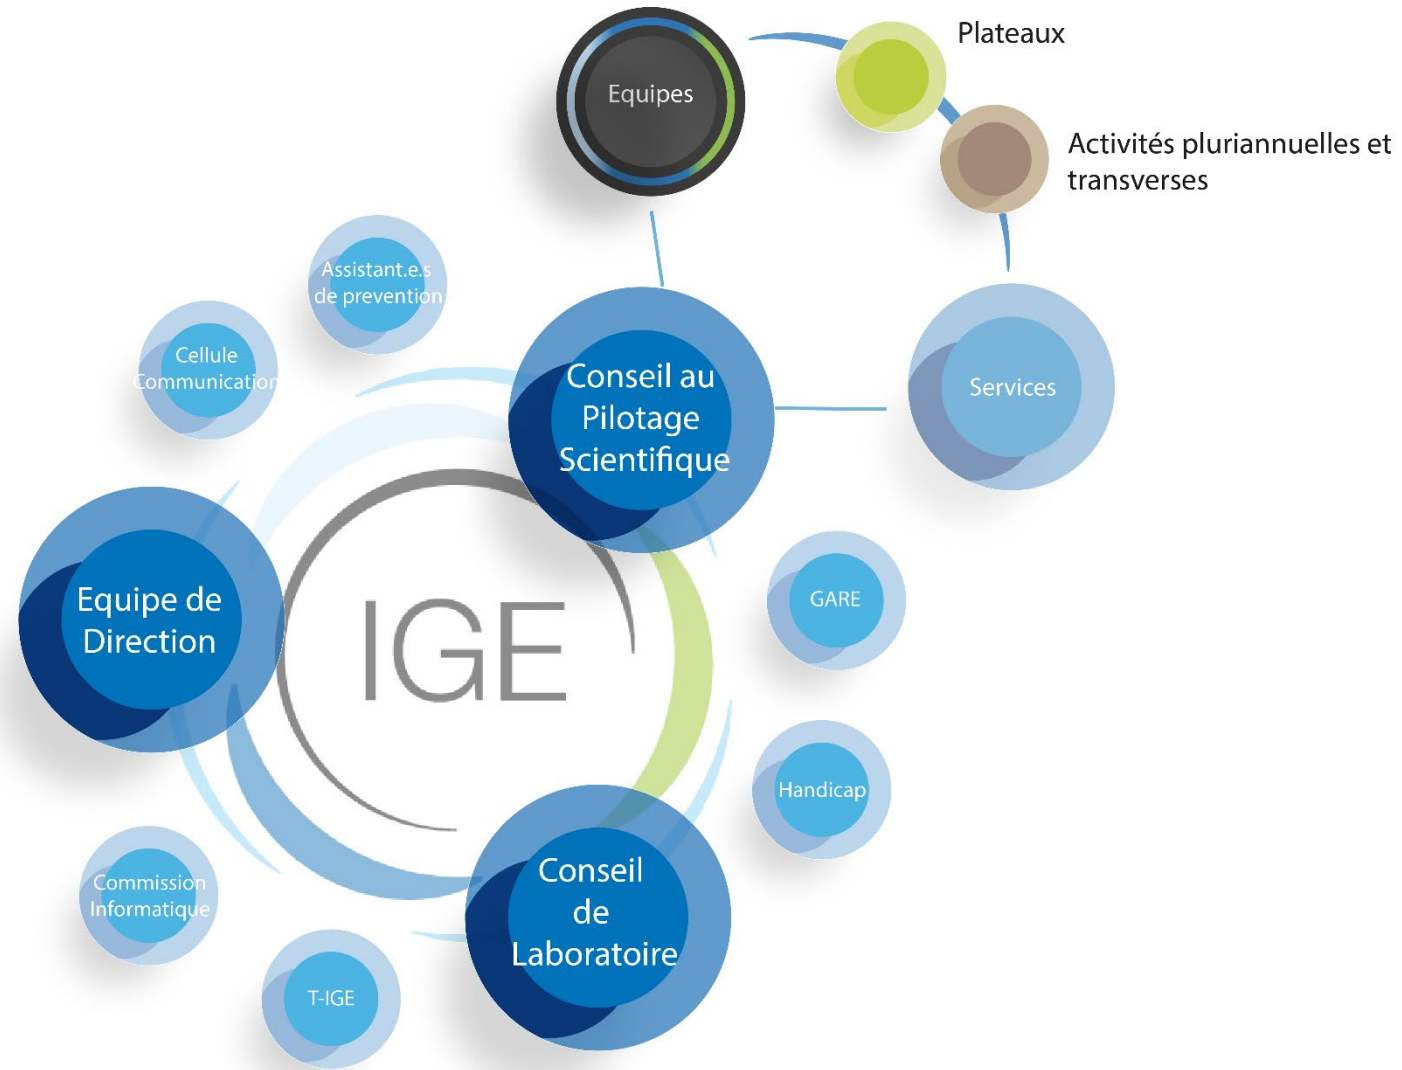 Plateaux
Equipes
Activités pluriannuelles et
transverses
Assistant.e.s
de prevention
Cellule
Communication
Conseil au
Pilotage
Scientifique
Services
Equipe de
Direction
IGE
GARE
Handicap
Commission
Informatique
Conseil
de
Laboratoire
T-IGE